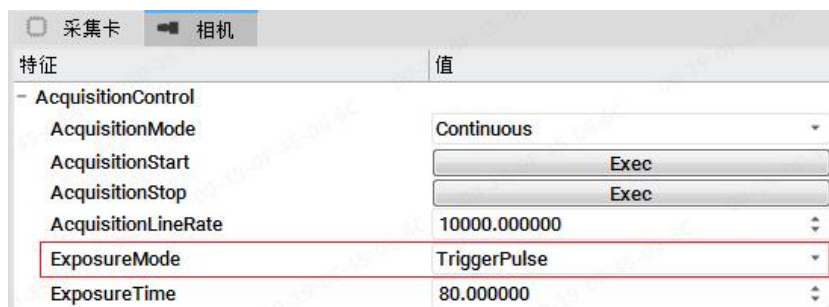 采集卡 相机
特征 值
AcquisitionControl
AcquisitionMode Continuous
AcquisitionStart Exec
AcquisitionStop Exec
AcquisitionLineRate 10000.000000
ExposureMode TriggerPulse
ExposureTime 80.000000